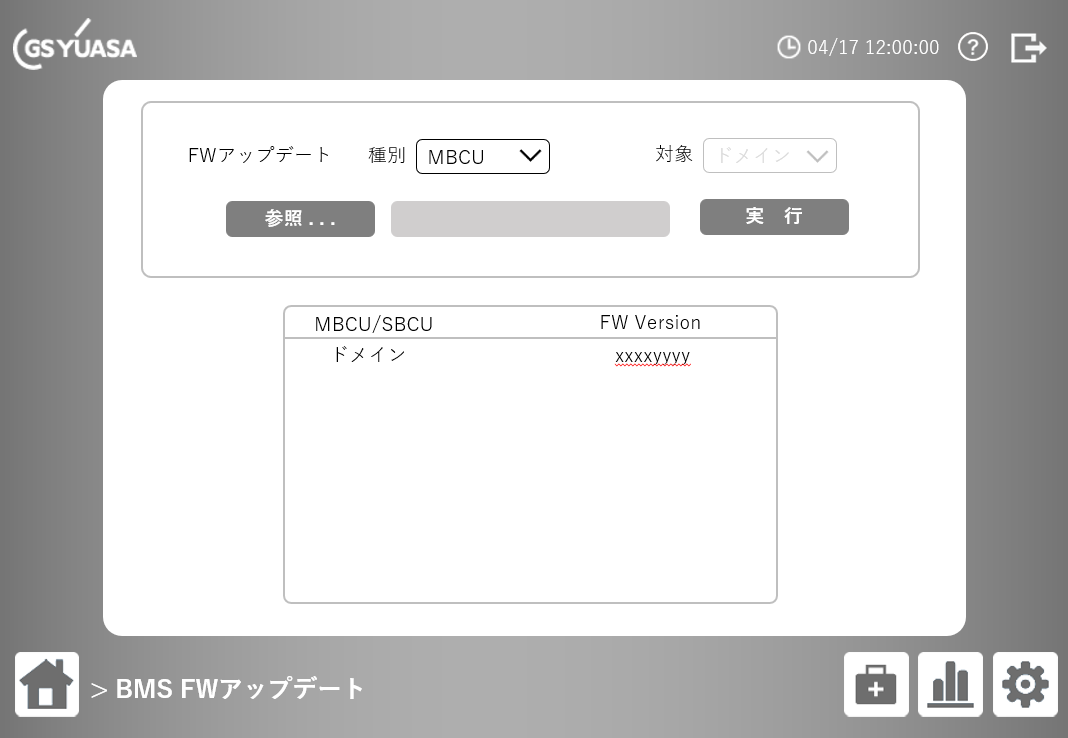 GS YUASA
04/17 12:00:00
FWアップデート 種別 MBCU 対象 ドメイン
参照 . . . 実 行
MBCU/SBCU FW Version
ドメイン xxxxyyyy
> BMS FWアップデート